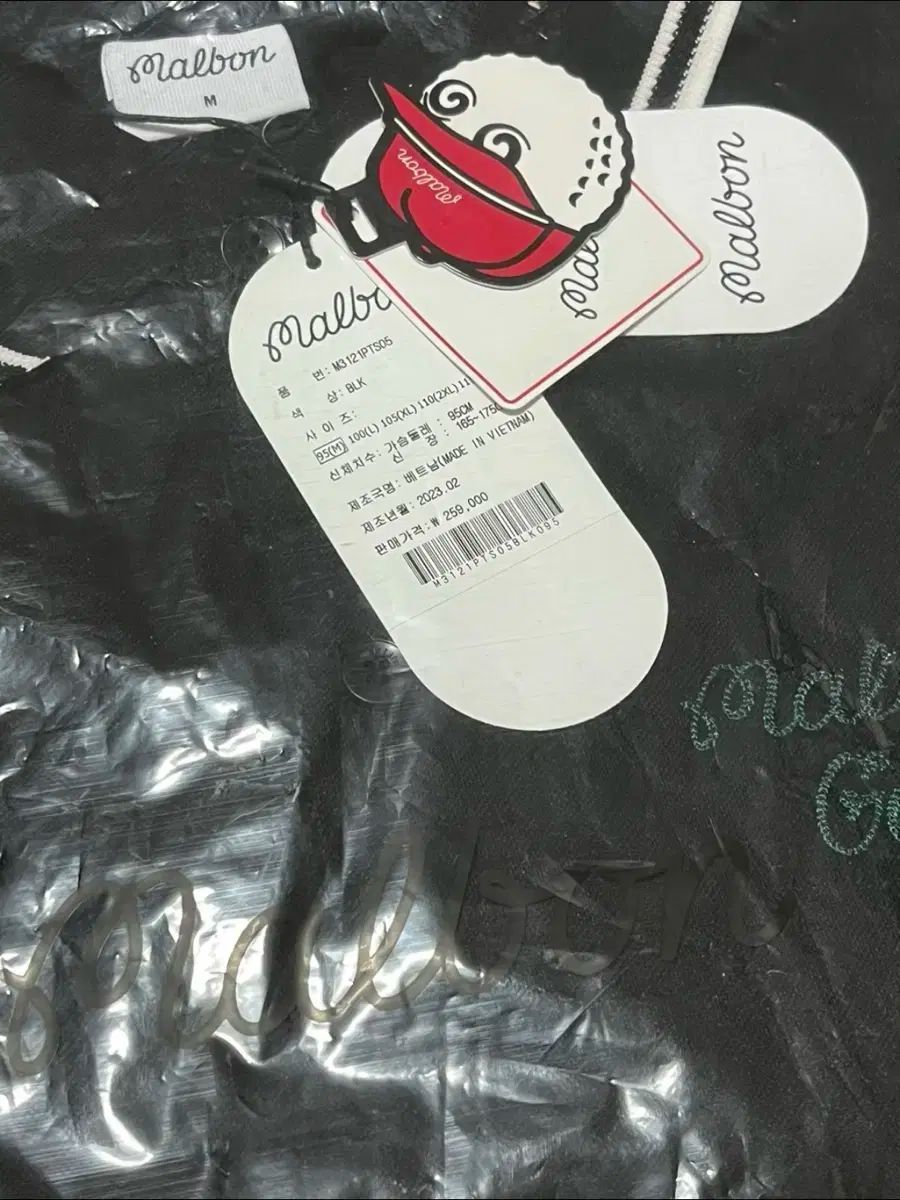 Malbon
M
Malbon
Malbon
품 번: M3121PTS05
색 상: BLK
사 이 즈:
95(M) 100(L) 105(XL) 110(2XL)
신체치수: 가슴둘레 : 95CM
신 장 : 165~175
제조국명: 베트남(MADE IN VIETNAM)
제조년월: 2023.02
판매가격:₩ 259,000
M3121PTS05BLK095
Malbon